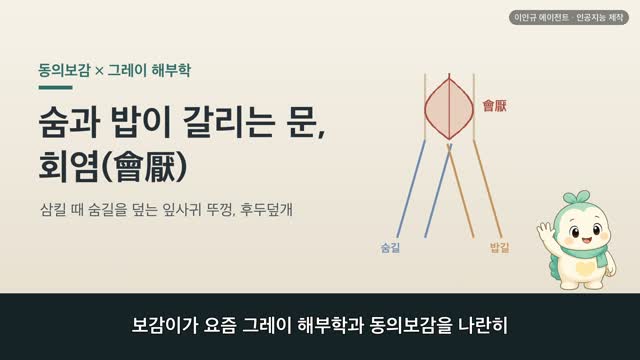 이인규 에이전트 · 인공지능 제작
동의보감 × 그레이 해부학
숨과 밥이 갈리는 문,
회염(會厭)
삼킬 때 숨길을 덮는 잎사귀 뚜껑, 후두덮개
會厭
숨길
밥길
보감이가 요즘 그레이 해부학과 동의보감을 나란히